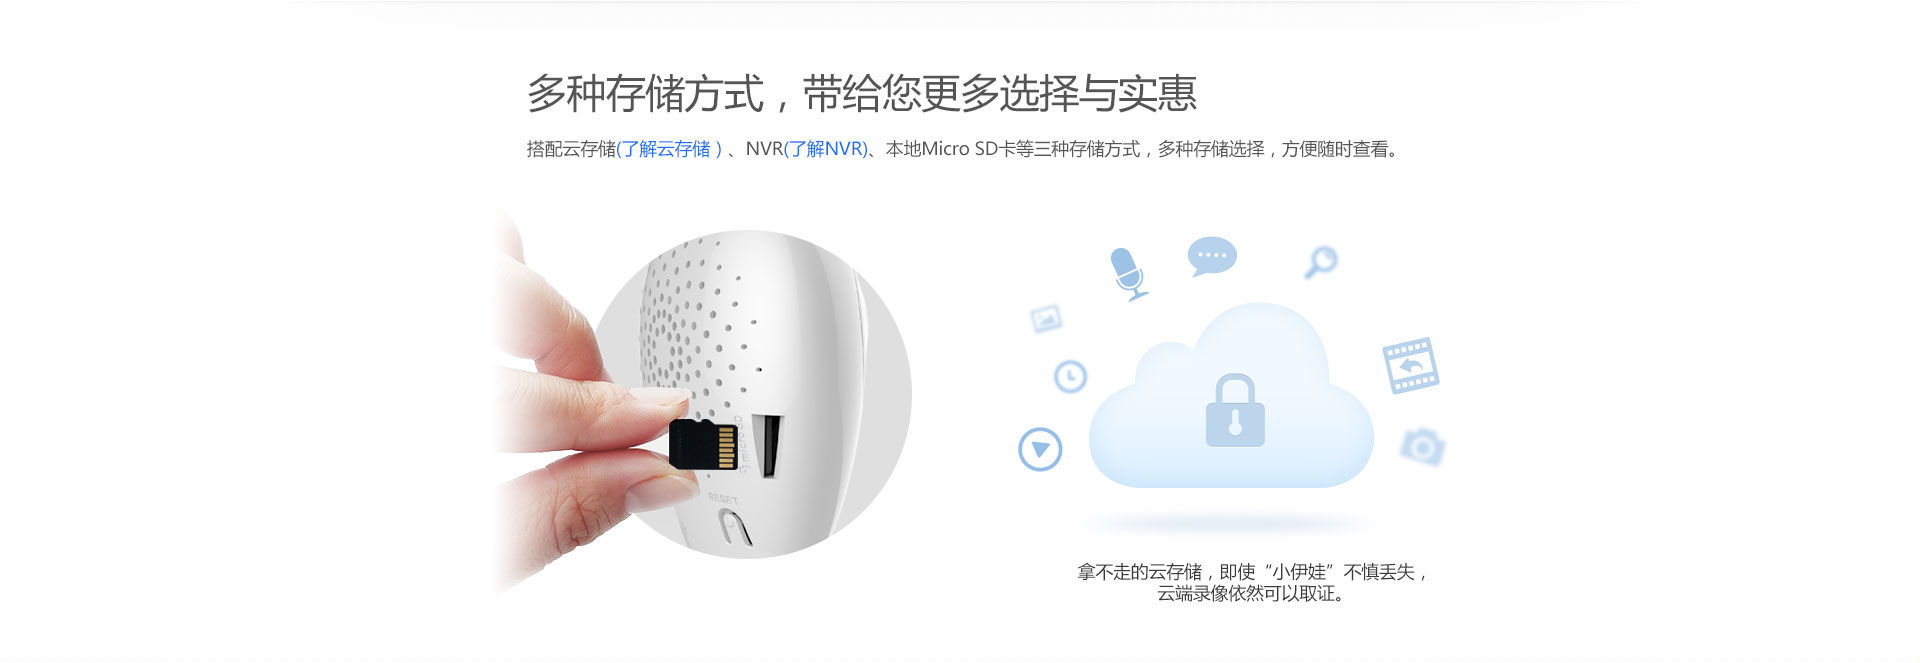 多种存储方式，带给您更多选择与实惠
搭配云存储(了解云存储）、NVR(了解NVR)、本地Micro SD卡等三种存储方式，多种存储选择，方便随时查看。
micro SD
RESET
拿不走的云存储，即使“小伊娃”不慎丢失，
云端录像依然可以取证。